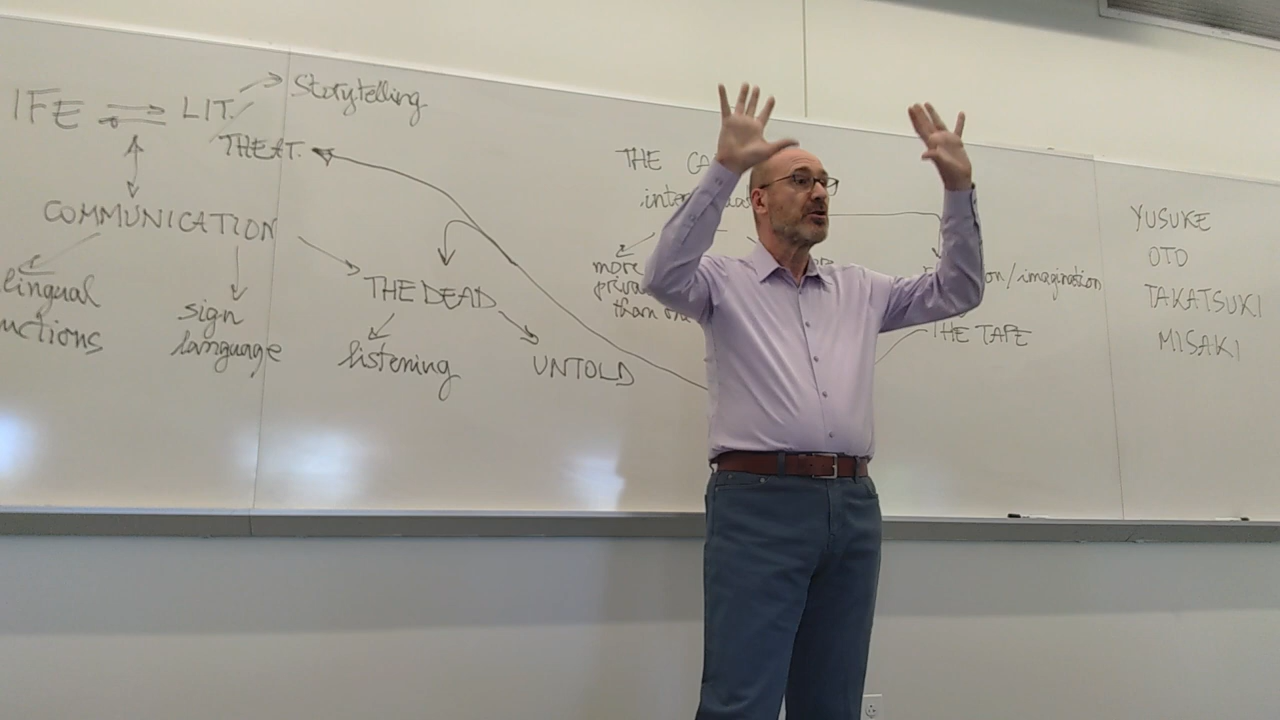 IFE LIT. Storytelling
THEAT.
COMMUNICATION
lingual
sign
language
THE DEAD
listening
UNTOLD
THE
more
than
on/imagination
THE TAPE
YUSUKE
OTO
TAKATSUKI
MISAKI